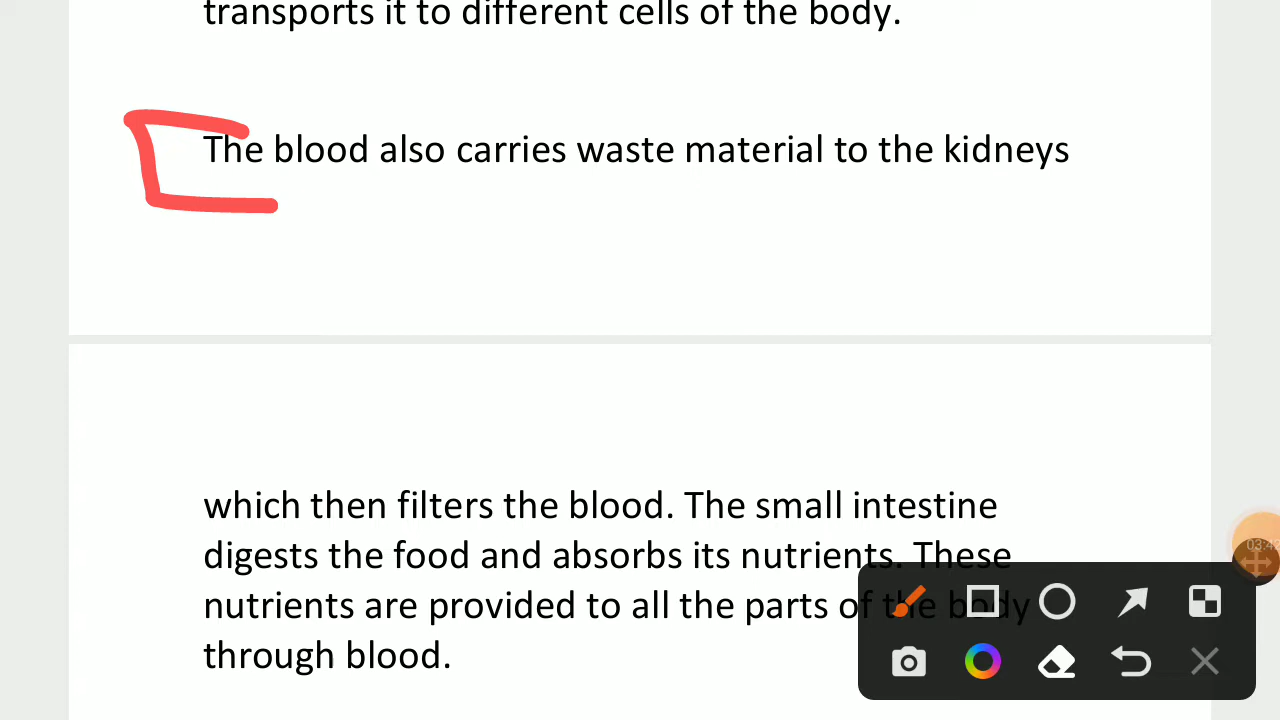 transports it to different cells of the body.
The blood also carries waste material to the kidneys
which then filters the blood. The small intestine
digests the food and absorbs its nutrients. These
nutrients are provided to all the parts of the body
through blood.